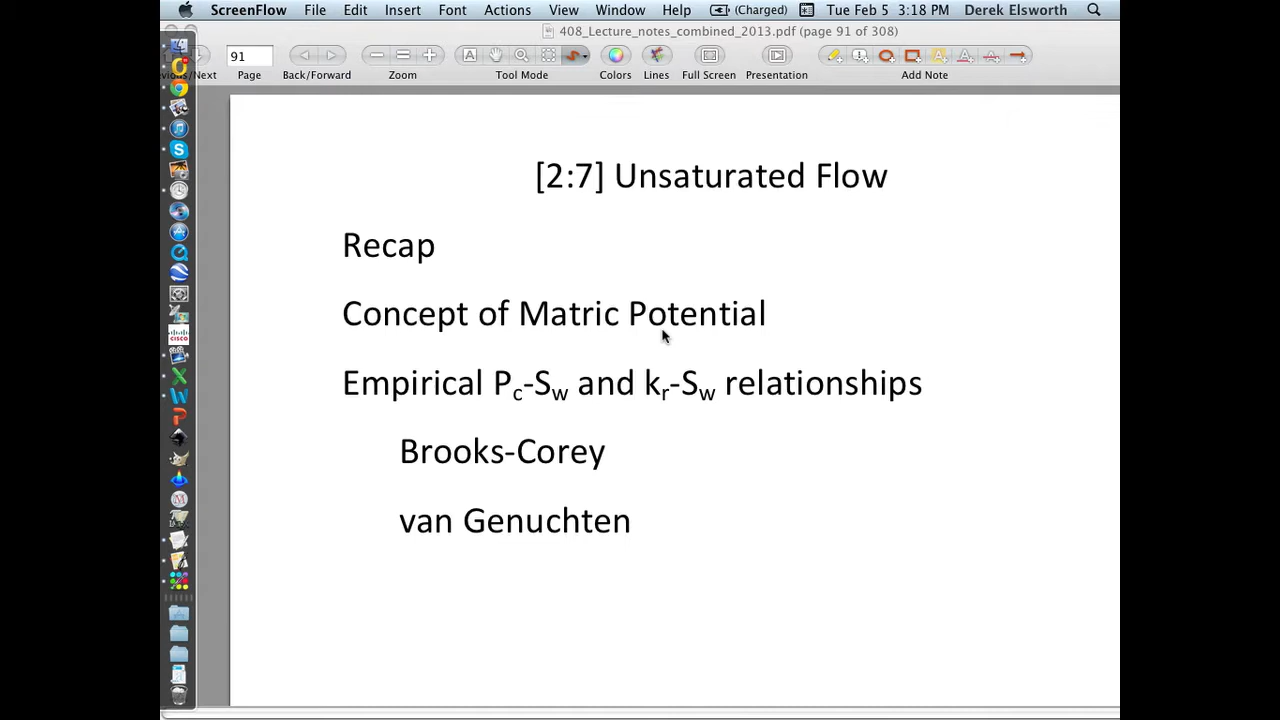 ScreenFlow File Edit Insert Font Actions View Window Help (Charged) Tue Feb 5 3:18 PM Derek Elsworth
408_Lecture_notes_combined_2013.pdf (page 91 of 308)
91
Page Back/Forward Zoom Tool Mode Colors Lines Full Screen Presentation Add Note
[2:7] Unsaturated Flow
Recap
Concept of Matric Potential
Empirical Pc-Sw and kr-Sw relationships
Brooks-Corey
van Genuchten
CISCO